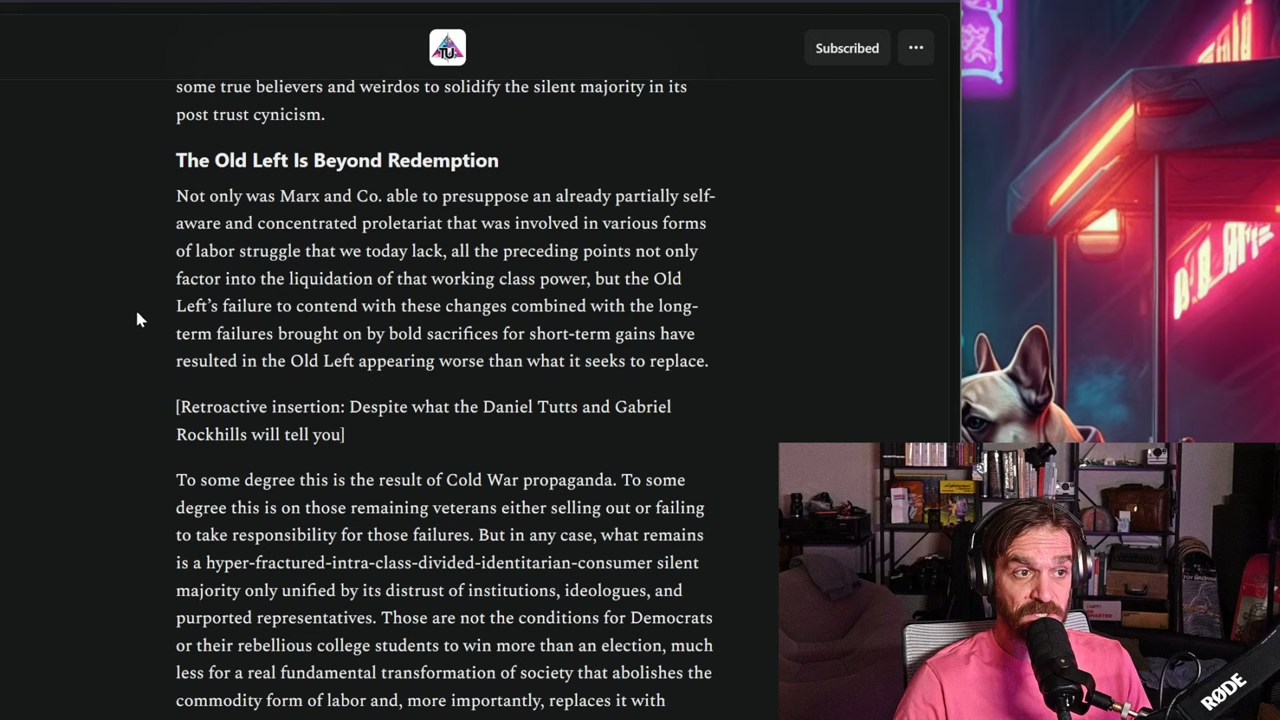 TU
Subscribed
some true believers and weirdos to solidify the silent majority in its
post trust cynicism.
The Old Left Is Beyond Redemption
Not only was Marx and Co. able to presuppose an already partially self-
aware and concentrated proletariat that was involved in various forms
of labor struggle that we today lack, all the preceding points not only
factor into the liquidation of that working class power, but the Old
Left’s failure to contend with these changes combined with the long-
term failures brought on by bold sacrifices for short-term gains have
resulted in the Old Left appearing worse than what it seeks to replace.
[Retroactive insertion: Despite what the Daniel Tutts and Gabriel
Rockhills will tell you]
To some degree this is the result of Cold War propaganda. To some
degree this is on those remaining veterans either selling out or failing
to take responsibility for those failures. But in any case, what remains
is a hyper-fractured-intra-class-divided-identitarian-consumer silent
majority only unified by its distrust of institutions, ideologues, and
purported representatives. Those are not the conditions for Democrats
or their rebellious college students to win more than an election, much
less for a real fundamental transformation of society that abolishes the
commodity form of labor and, more importantly, replaces it with
RØDE